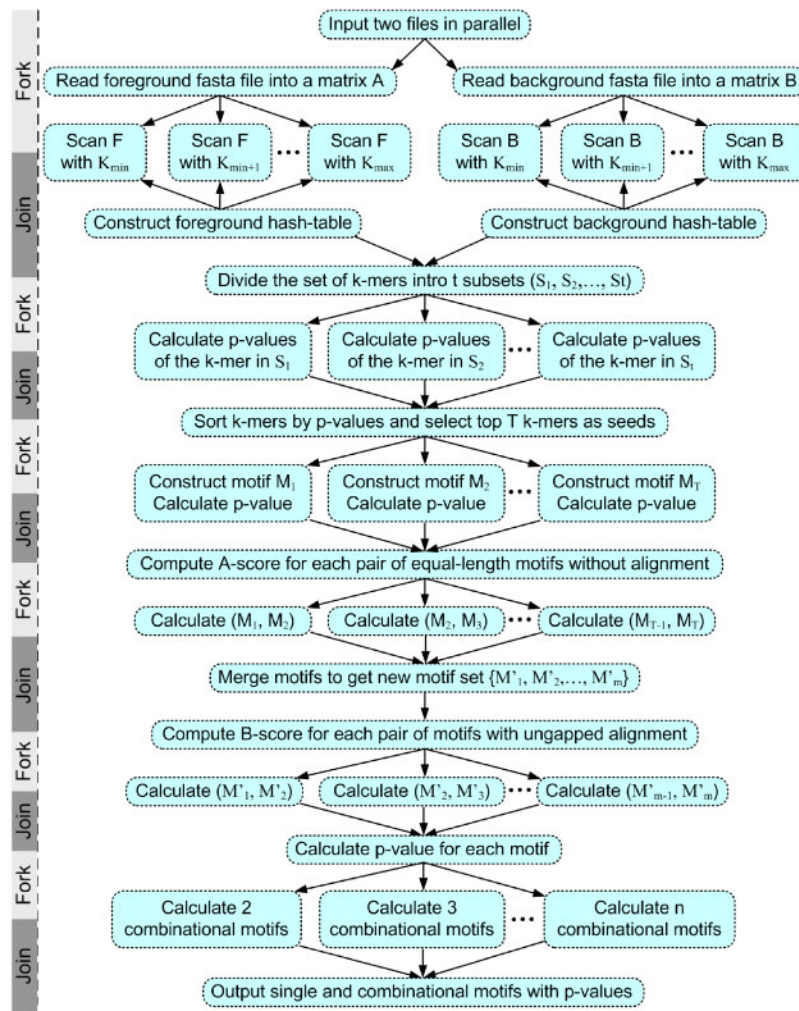 Input two files in parallel
Read foreground fasta file into a matrix A
Read background fasta file into a matrix B
Scan F with Kmin
Scan F with Kmin+1
...
Scan F with Kmax
Scan B with Kmin
Scan B with Kmin+1
...
Scan B with Kmax
Construct foreground hash-table
Construct background hash-table
Divide the set of k-mers intro t subsets (S1, S2,..., St)
Calculate p-values of the k-mer in S1
Calculate p-values of the k-mer in S2
...
Calculate p-values of the k-mer in St
Sort k-mers by p-values and select top T k-mers as seeds
Construct motif M1
Calculate p-value
Construct motif M2
Calculate p-value
...
Construct motif MT
Calculate p-value
Compute A-score for each pair of equal-length motifs without alignment
Calculate (M1, M2)
Calculate (M2, M3)
...
Calculate (MT-1, MT)
Merge motifs to get new motif set {M'1, M'2,..., M'm}
Compute B-score for each pair of motifs with ungapped alignment
Calculate (M'1, M'2)
Calculate (M'2, M'3)
...
Calculate (M'm-1, M'm)
Calculate p-value for each motif
Calculate 2 combinational motifs
Calculate 3 combinational motifs
...
Calculate n combinational motifs
Output single and combinational motifs with p-values
Fork
Join
Fork
Join
Fork
Join
Fork
Join
Fork
Join
Fork
Join